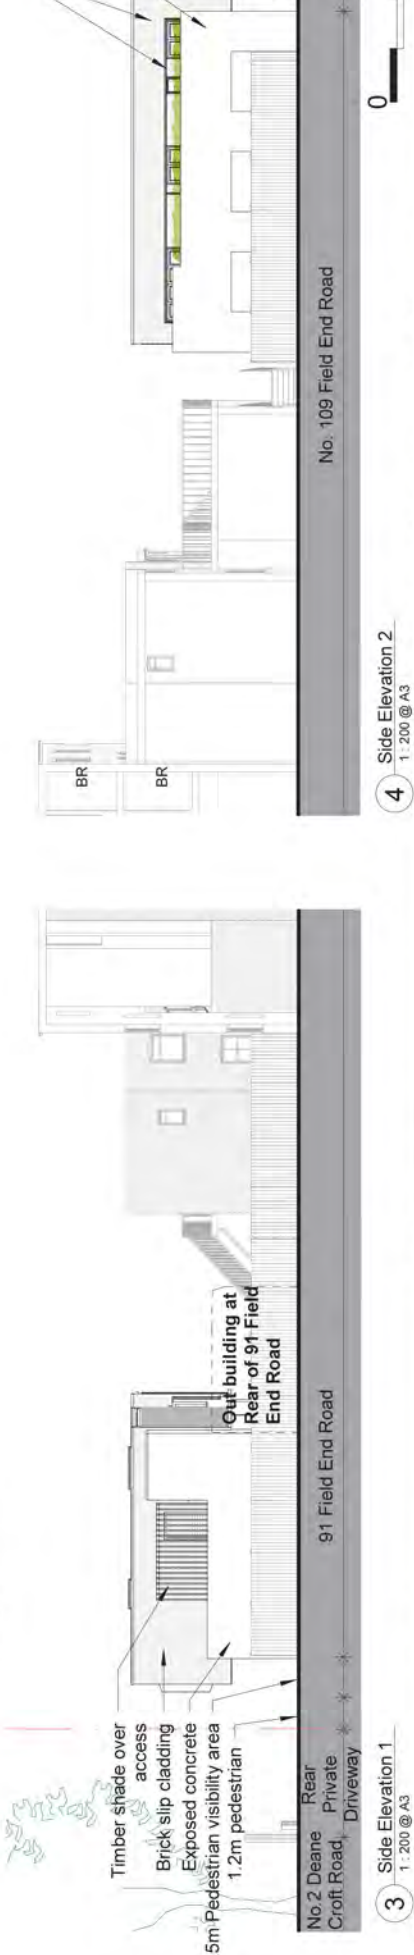 Timber shade over
access
Brick slip cladding
Exposed concrete
5m Pedestrian visibility area
1.2m pedestrian
Out building at
Rear of 91 Field
End Road
No.2 Deane
Croft Road,
Rear
Private
Driveway
91 Field End Road
3
Side Elevation 1
1 : 200 @ A3
BR
BR
No. 109 Field End Road
4
Side Elevation 2
1 : 200 @ A3
0